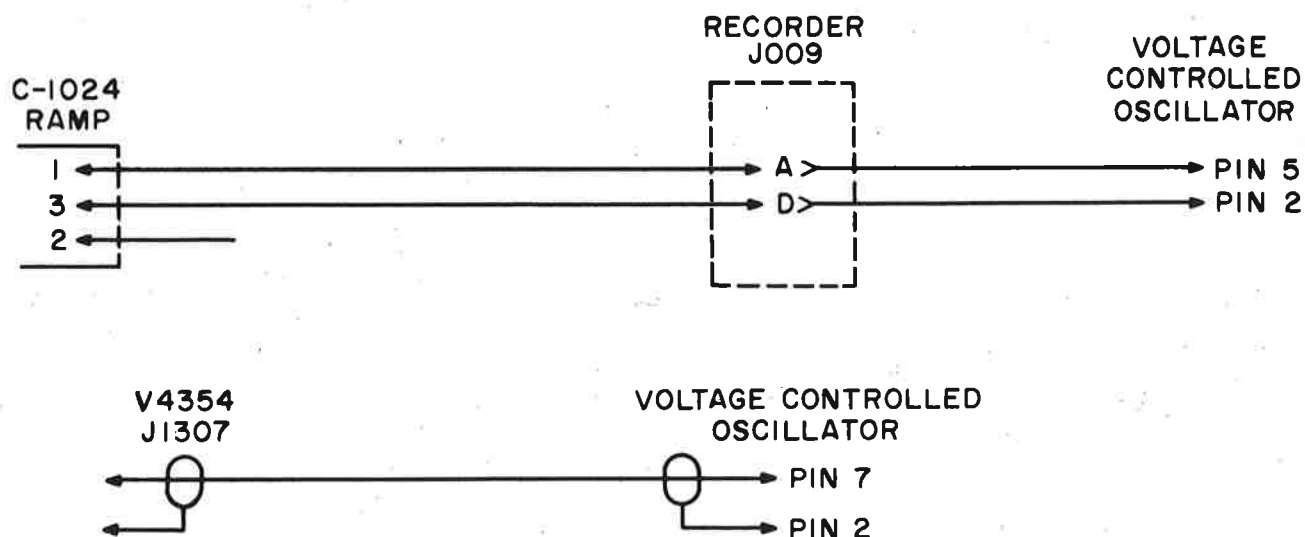 RECORDER
J009
VOLTAGE
CONTROLLED
OSCILLATOR
C-1024
RAMP
1 A > PIN 5
3 D > PIN 2
2
V4354
J1307
VOLTAGE CONTROLLED
OSCILLATOR
PIN 7
PIN 2